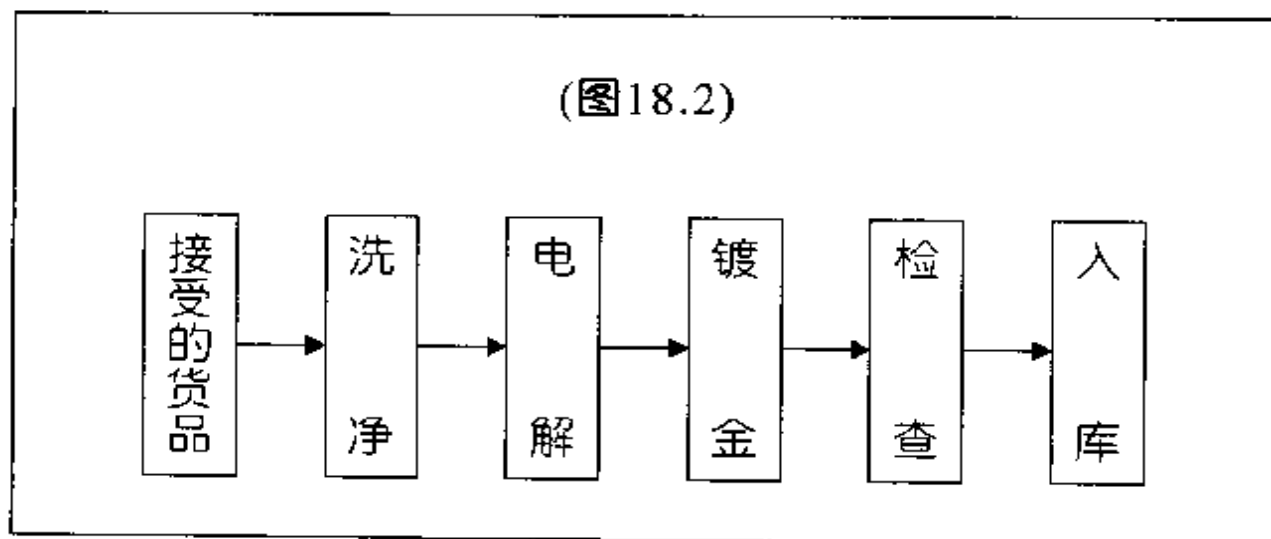 (图18.2)
接受的货品
洗净
电解
镀金
检查
入库